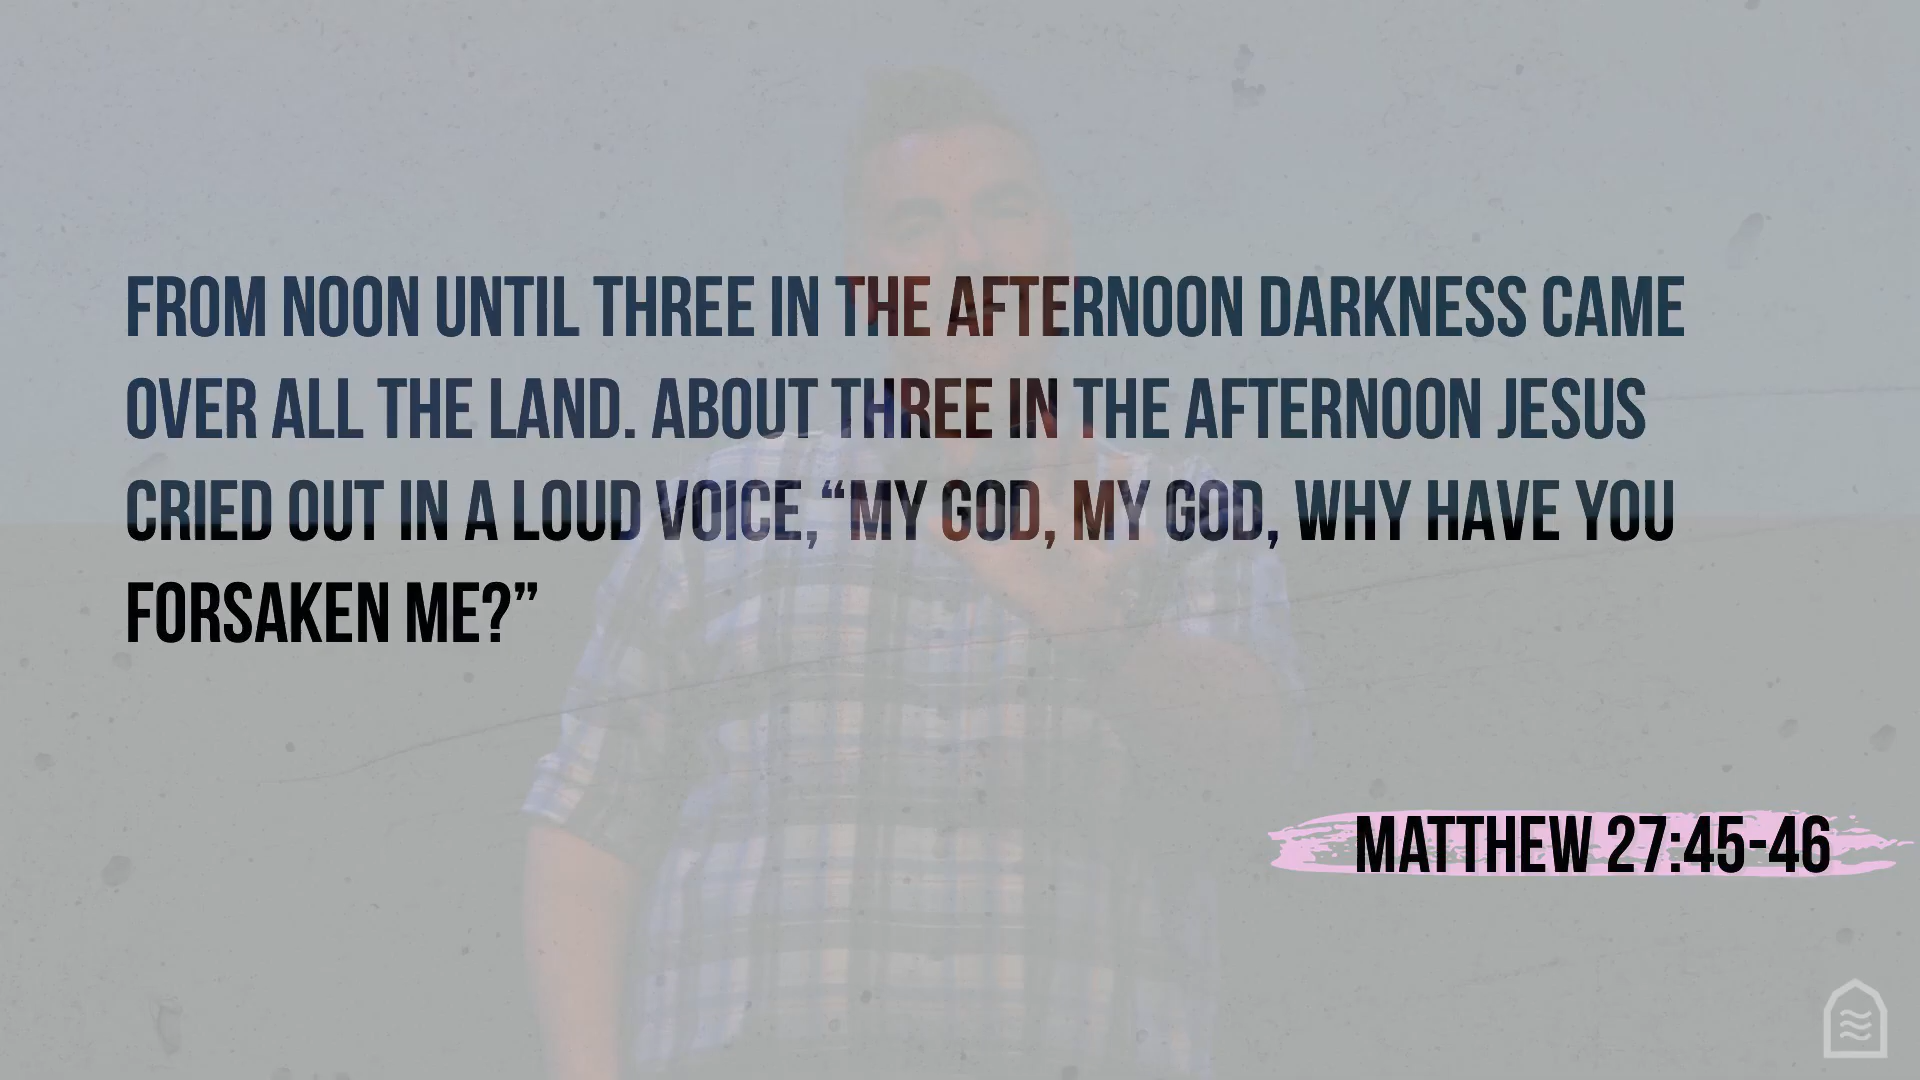 FROM NOON UNTIL THREE IN THE AFTERNOON DARKNESS CAME
OVER ALL THE LAND. ABOUT THREE IN THE AFTERNOON JESUS
CRIED OUT IN A LOUD VOICE, “MY GOD, MY GOD, WHY HAVE YOU
FORSAKEN ME?”
MATTHEW 27:45-46